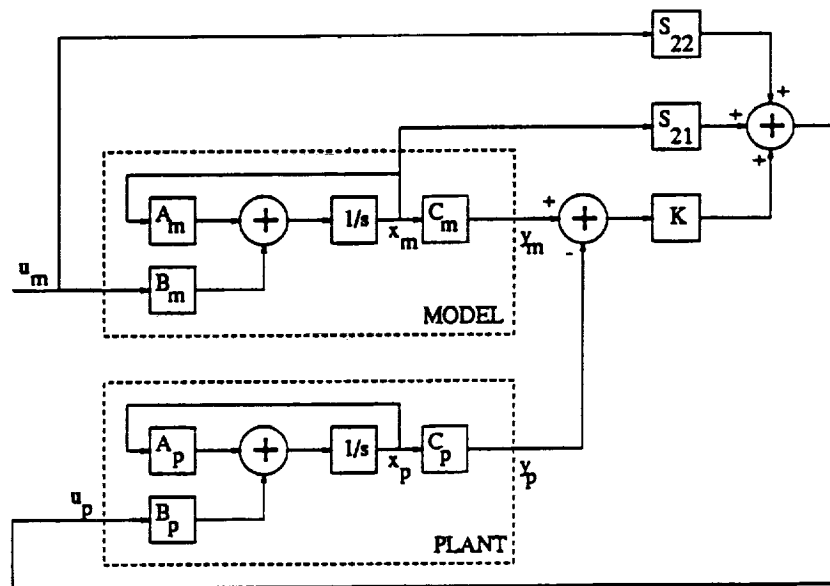 S22
+
S21
+
+
Am
1/s
xm
Cm
+
ym
-
K
um
Bm
MODEL
Ap
1/s
xp
Cp
yp
up
Bp
PLANT